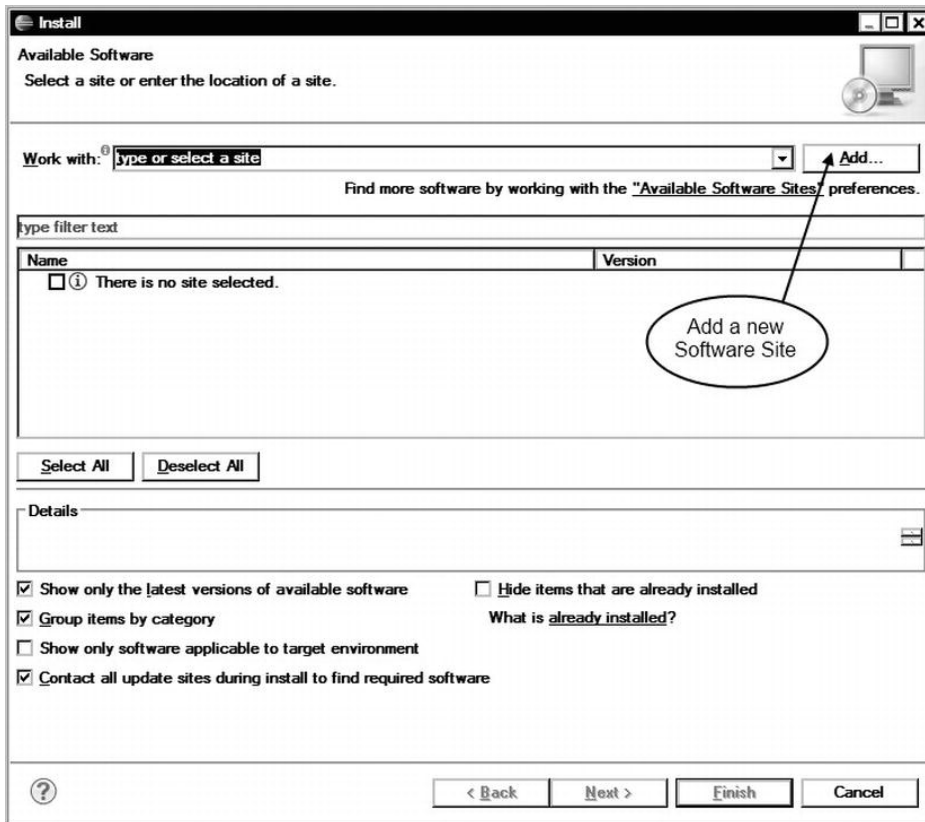 Install
Available Software
Select a site or enter the location of a site.
Work with: type or select a site Add...
Find more software by working with the "Available Software Sites" preferences.
type filter text
Name Version
There is no site selected.
Add a new
Software Site
Select All Deselect All
Details
Show only the latest versions of available software Hide items that are already installed
Group items by category What is already installed?
Show only software applicable to target environment
Contact all update sites during install to find required software
? < Back Next > Finish Cancel